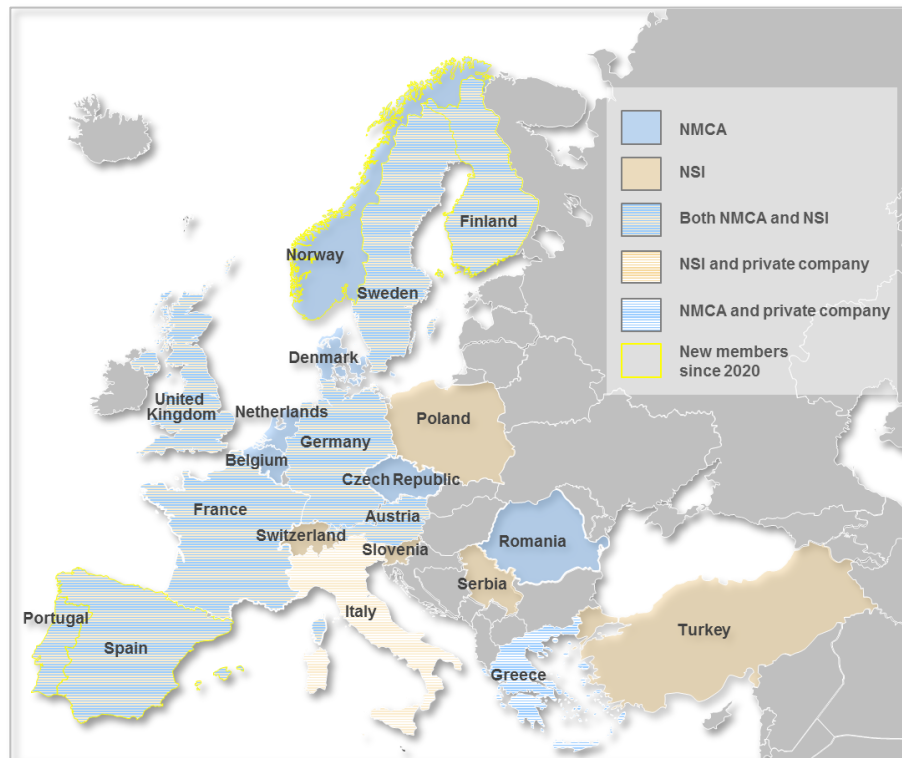 NMCA
NSI
Both NMCA and NSI
NSI and private company
NMCA and private company
New members
since 2020
Finland
Norway
Sweden
Denmark
United
Kingdom
Netherlands
Germany
Poland
Belgium
Czech Republic
France
Austria
Switzerland
Slovenia
Romania
Serbia
Italy
Portugal
Spain
Greece
Turkey